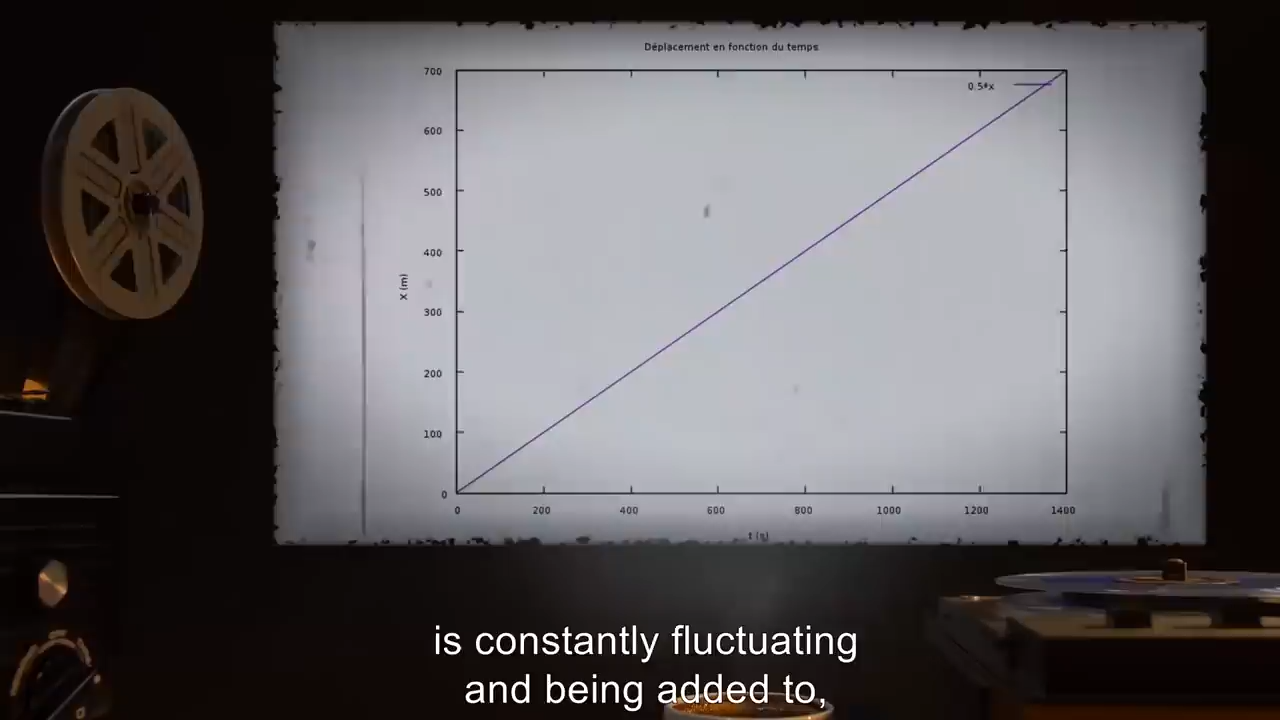 Déplacement en fonction du temps
700
0.5*x
600
500
400
X (m)
300
200
100
0
0 200 400 600 800 1000 1200 1400
t (s)
is constantly fluctuating
and being added to,